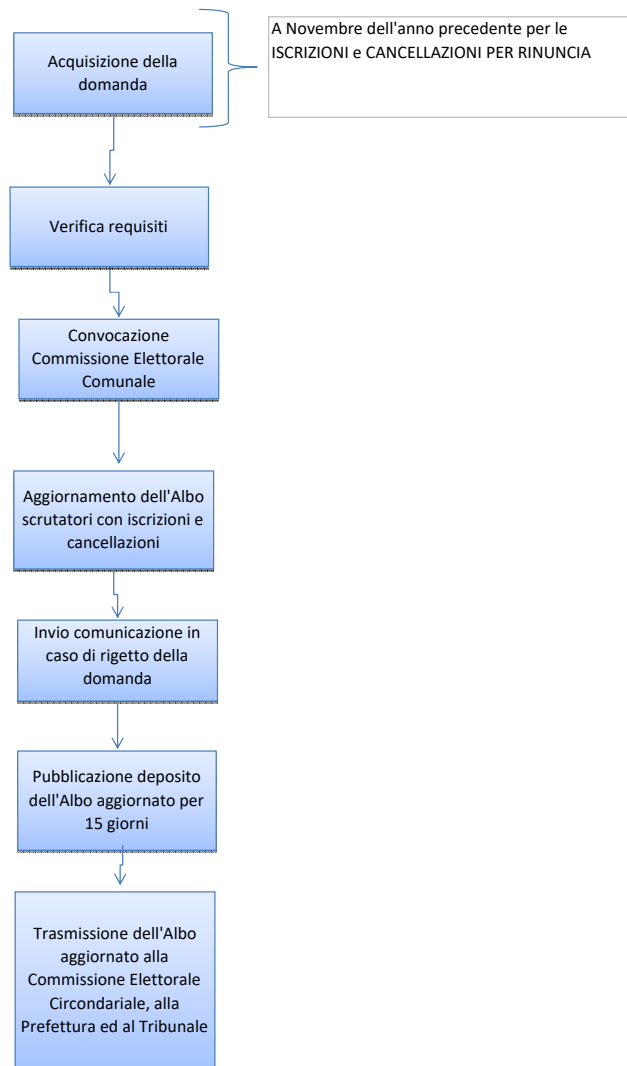 Acquisizione della
domanda
A Novembre dell'anno precedente per le
ISCRIZIONI e CANCELLAZIONI PER RINUNCIA
Verifica requisiti
Convocazione
Commissione Elettorale
Comunale
Aggiornamento dell'Albo
scrutatori con iscrizioni e
cancellazioni
Invio comunicazione in
caso di rigetto della
domanda
Pubblicazione deposito
dell'Albo aggiornato per
15 giorni
Trasmissione dell'Albo
aggiornato alla
Commissione Elettorale
Circondariale, alla
Prefettura ed al Tribunale